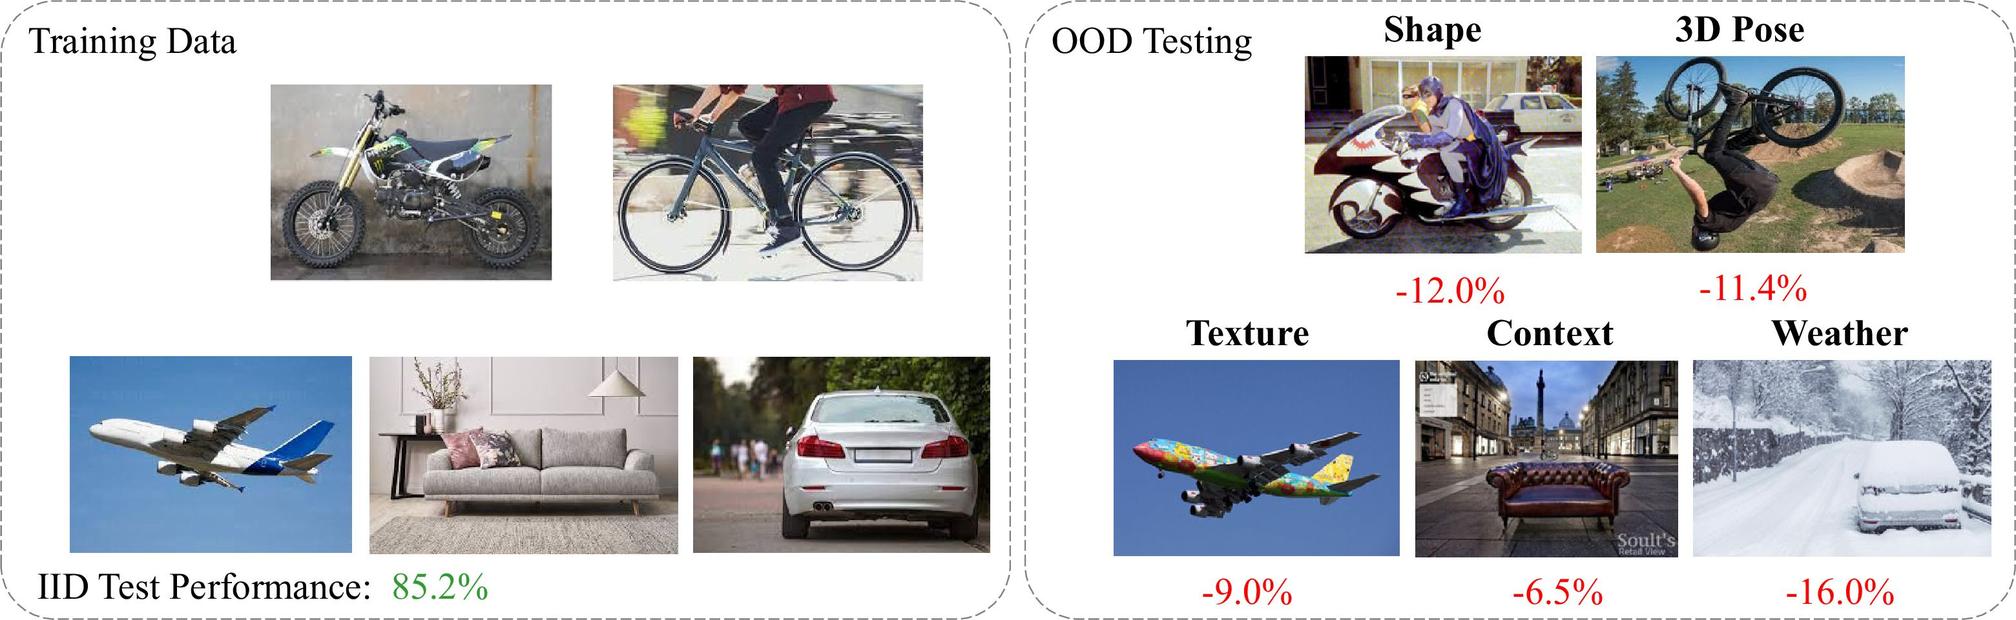 Training Data
IID Test Performance: 85.2%
OOD Testing
Shape
3D Pose
-12.0%
-11.4%
Texture
Context
Weather
Soult's
Retail View
-9.0%
-6.5%
-16.0%